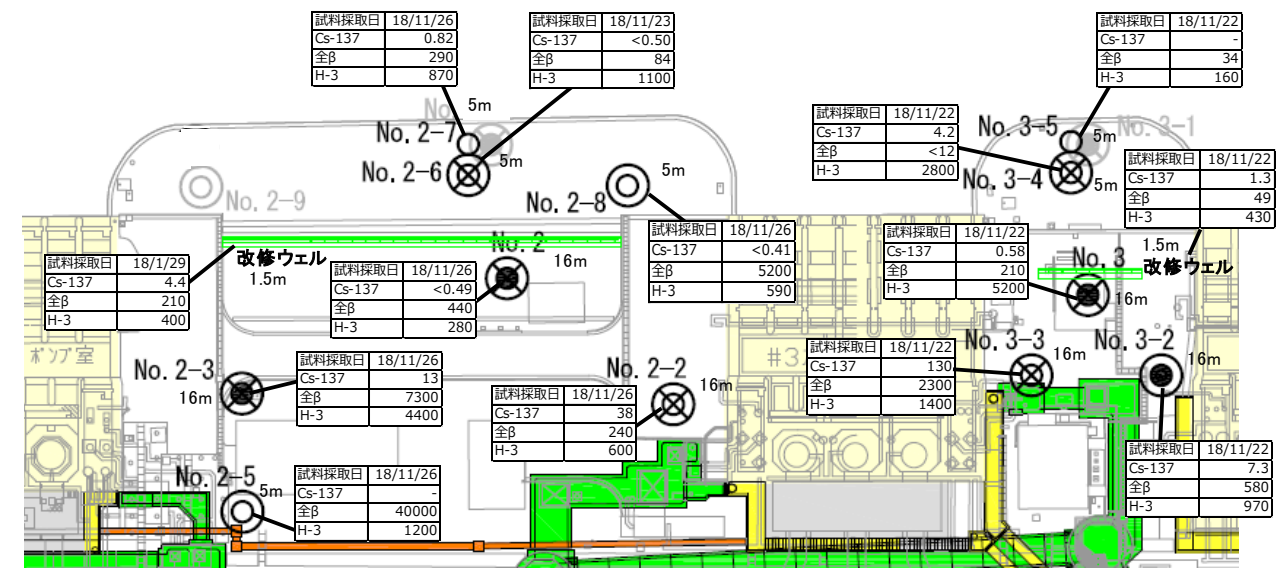 試料採取日 18/11/26
Cs-137 0.82
全β 290
H-3 870
試料採取日 18/11/23
Cs-137 <0.50
全β 84
H-3 1100
試料採取日 18/11/22
Cs-137 -
全β 34
H-3 160
No 5m
No. 2-7
No. 2-6 5m
試料採取日 18/11/22
Cs-137 4.2
全β <12
H-3 2800
No. 3-5 5m No. 3-1
No. 3-4 5m
試料採取日 18/11/22
Cs-137 1.3
全β 49
H-3 430
No. 2-9
No. 2-8 5m
試料採取日 18/11/26
Cs-137 <0.41
全β 5200
H-3 590
試料採取日 18/11/22
Cs-137 0.58
全β 210
H-3 5200
1.5m
改修ウェル
No. 3 16m
試料採取日 18/1/29
Cs-137 4.4
全β 210
H-3 400
改修ウェル
1.5m
No. 2 16m
試料採取日 18/11/26
Cs-137 <0.49
全β 440
H-3 280
ポンプ室
No. 2-3
16m
試料採取日 18/11/26
Cs-137 13
全β 7300
H-3 4400
No. 2-2 16m
試料採取日 18/11/26
Cs-137 38
全β 240
H-3 600
#3
試料採取日 18/11/22
Cs-137 130
全β 2300
H-3 1400
No. 3-3 16m
No. 3-2 16m
試料採取日 18/11/22
Cs-137 7.3
全β 580
H-3 970
No. 2-5 5m
試料採取日 18/11/26
Cs-137 -
全β 40000
H-3 1200